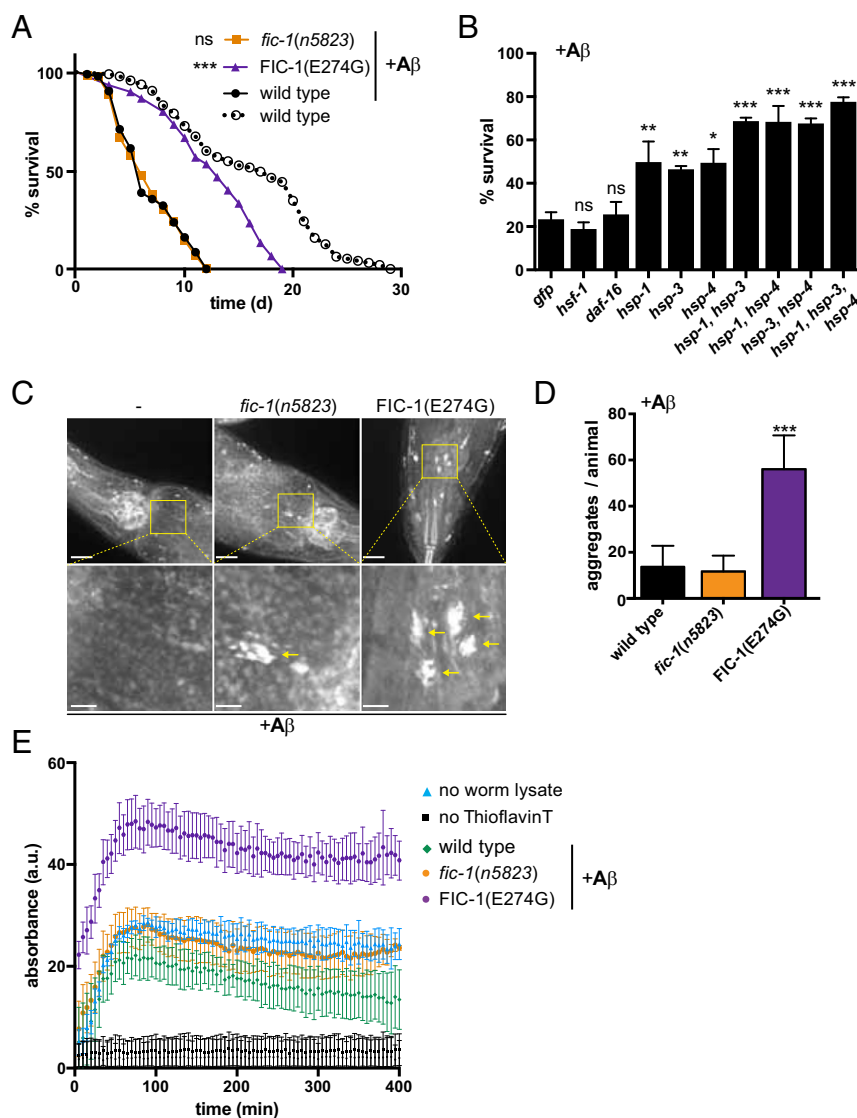 A
ns fic-1(n5823)
*** FIC-1(E274G)
wild type
wild type
+Aβ
100
50
0
% survival
0 10 20 30
time (d)
B
+Aβ
100
80
60
40
20
0
% survival
ns ns ** ** * *** *** *** ***
gfp
hsf-1
daf-16
hsp-1
hsp-3
hsp-4
hsp-1, hsp-3
hsp-1, hsp-4
hsp-3, hsp-4
hsp-1, hsp-3,
hsp-4
C
- fic-1(n5823) FIC-1(E274G)
+Aβ
D
+Aβ
80
60
40
20
0
aggregates / animal
***
wild type
fic-1(n5823)
FIC-1(E274G)
E
60
40
20
0
absorbance (a.u.)
0 100 200 300 400
time (min)
no worm lysate
no ThioflavinT
wild type
fic-1(n5823)
FIC-1(E274G)
+Aβ